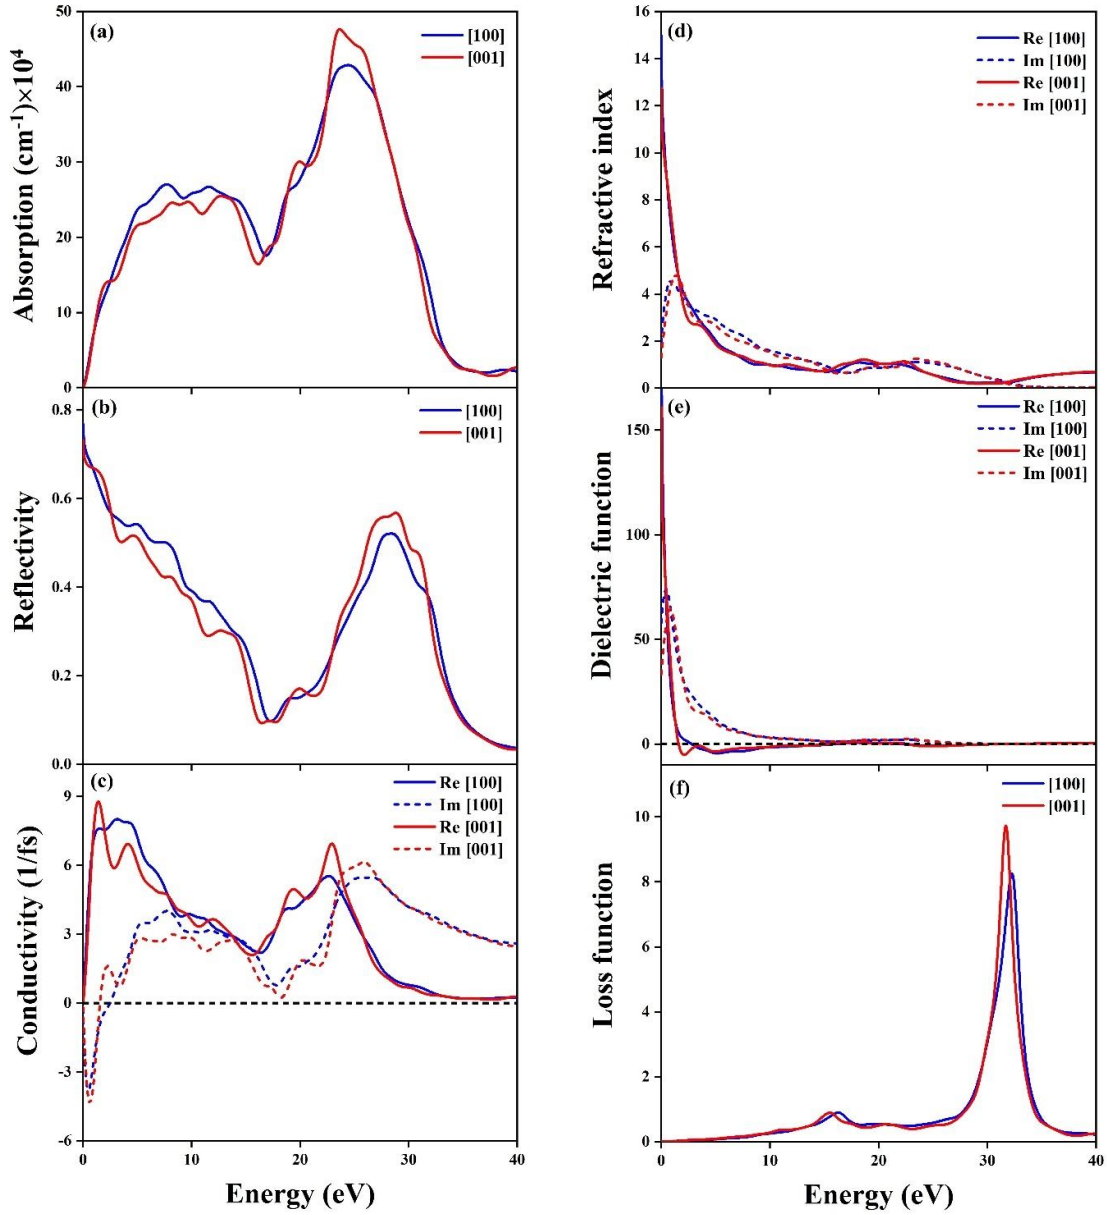 (a)
[100]
[001]
50
40
30
20
10
0
Absorption (cm⁻¹)×10⁴
(b)
[100]
[001]
0.8
0.6
0.4
0.2
0.0
Reflectivity
(c)
Re [100]
Im [100]
Re [001]
Im [001]
9
6
3
0
-3
-6
Conductivity (1/fs)
0 10 20 30 40
Energy (eV)
(d)
Re [100]
Im [100]
Re [001]
Im [001]
16
14
12
10
8
6
4
2
0
Refractive index
(e)
Re [100]
Im [100]
Re [001]
Im [001]
150
100
50
0
Dielectric function
(f)
[100]
[001]
10
8
6
4
2
0
Loss function
0 10 20 30 40
Energy (eV)